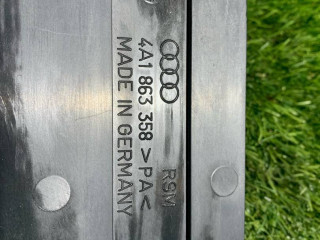 RSM
4A1 863 358 >PA<
MADE IN GERMANY